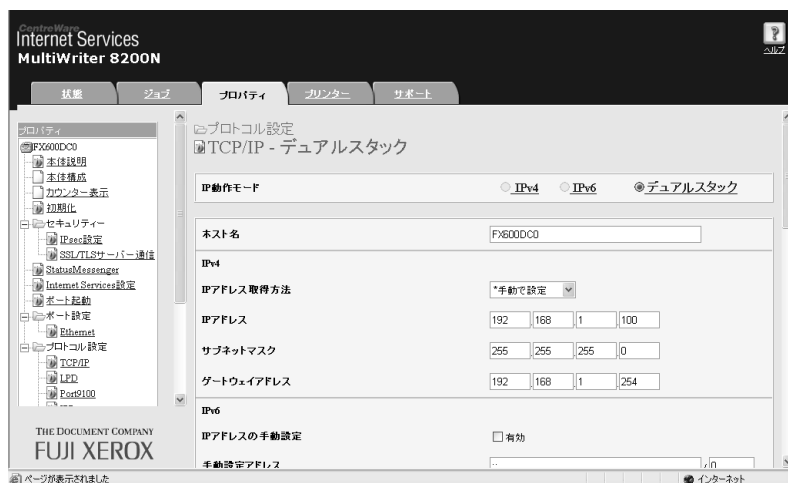 CentreWare
Internet Services
MultiWriter 8200N
ヘルプ
状態
ジョブ
プロパティ
プリンター
サポート
プロパティ
FX600DC0
本体説明
本体構成
カウンター表示
初期化
セキュリティー
IPsec設定
SSL/TLSサーバー通信
StatusMessenger
Internet Services設定
ポート起動
ポート設定
Ethernet
プロトコル設定
TCP/IP
LPD
Port9100
THE DOCUMENT COMPANY
FUJI XEROX
プロトコル設定
TCP/IP - デュアルスタック
IP動作モード IPv4 IPv6 デュアルスタック
ホスト名 FX600DC0
IPv4
IPアドレス取得方法 *手動で設定
IPアドレス 192 .168 .1 .100
サブネットマスク 255 .255 .255 .0
ゲートウェイアドレス 192 .168 .1 .254
IPv6
IPアドレスの手動設定 有効
手動設定アドレス :: / 0
ページが表示されました
インターネット